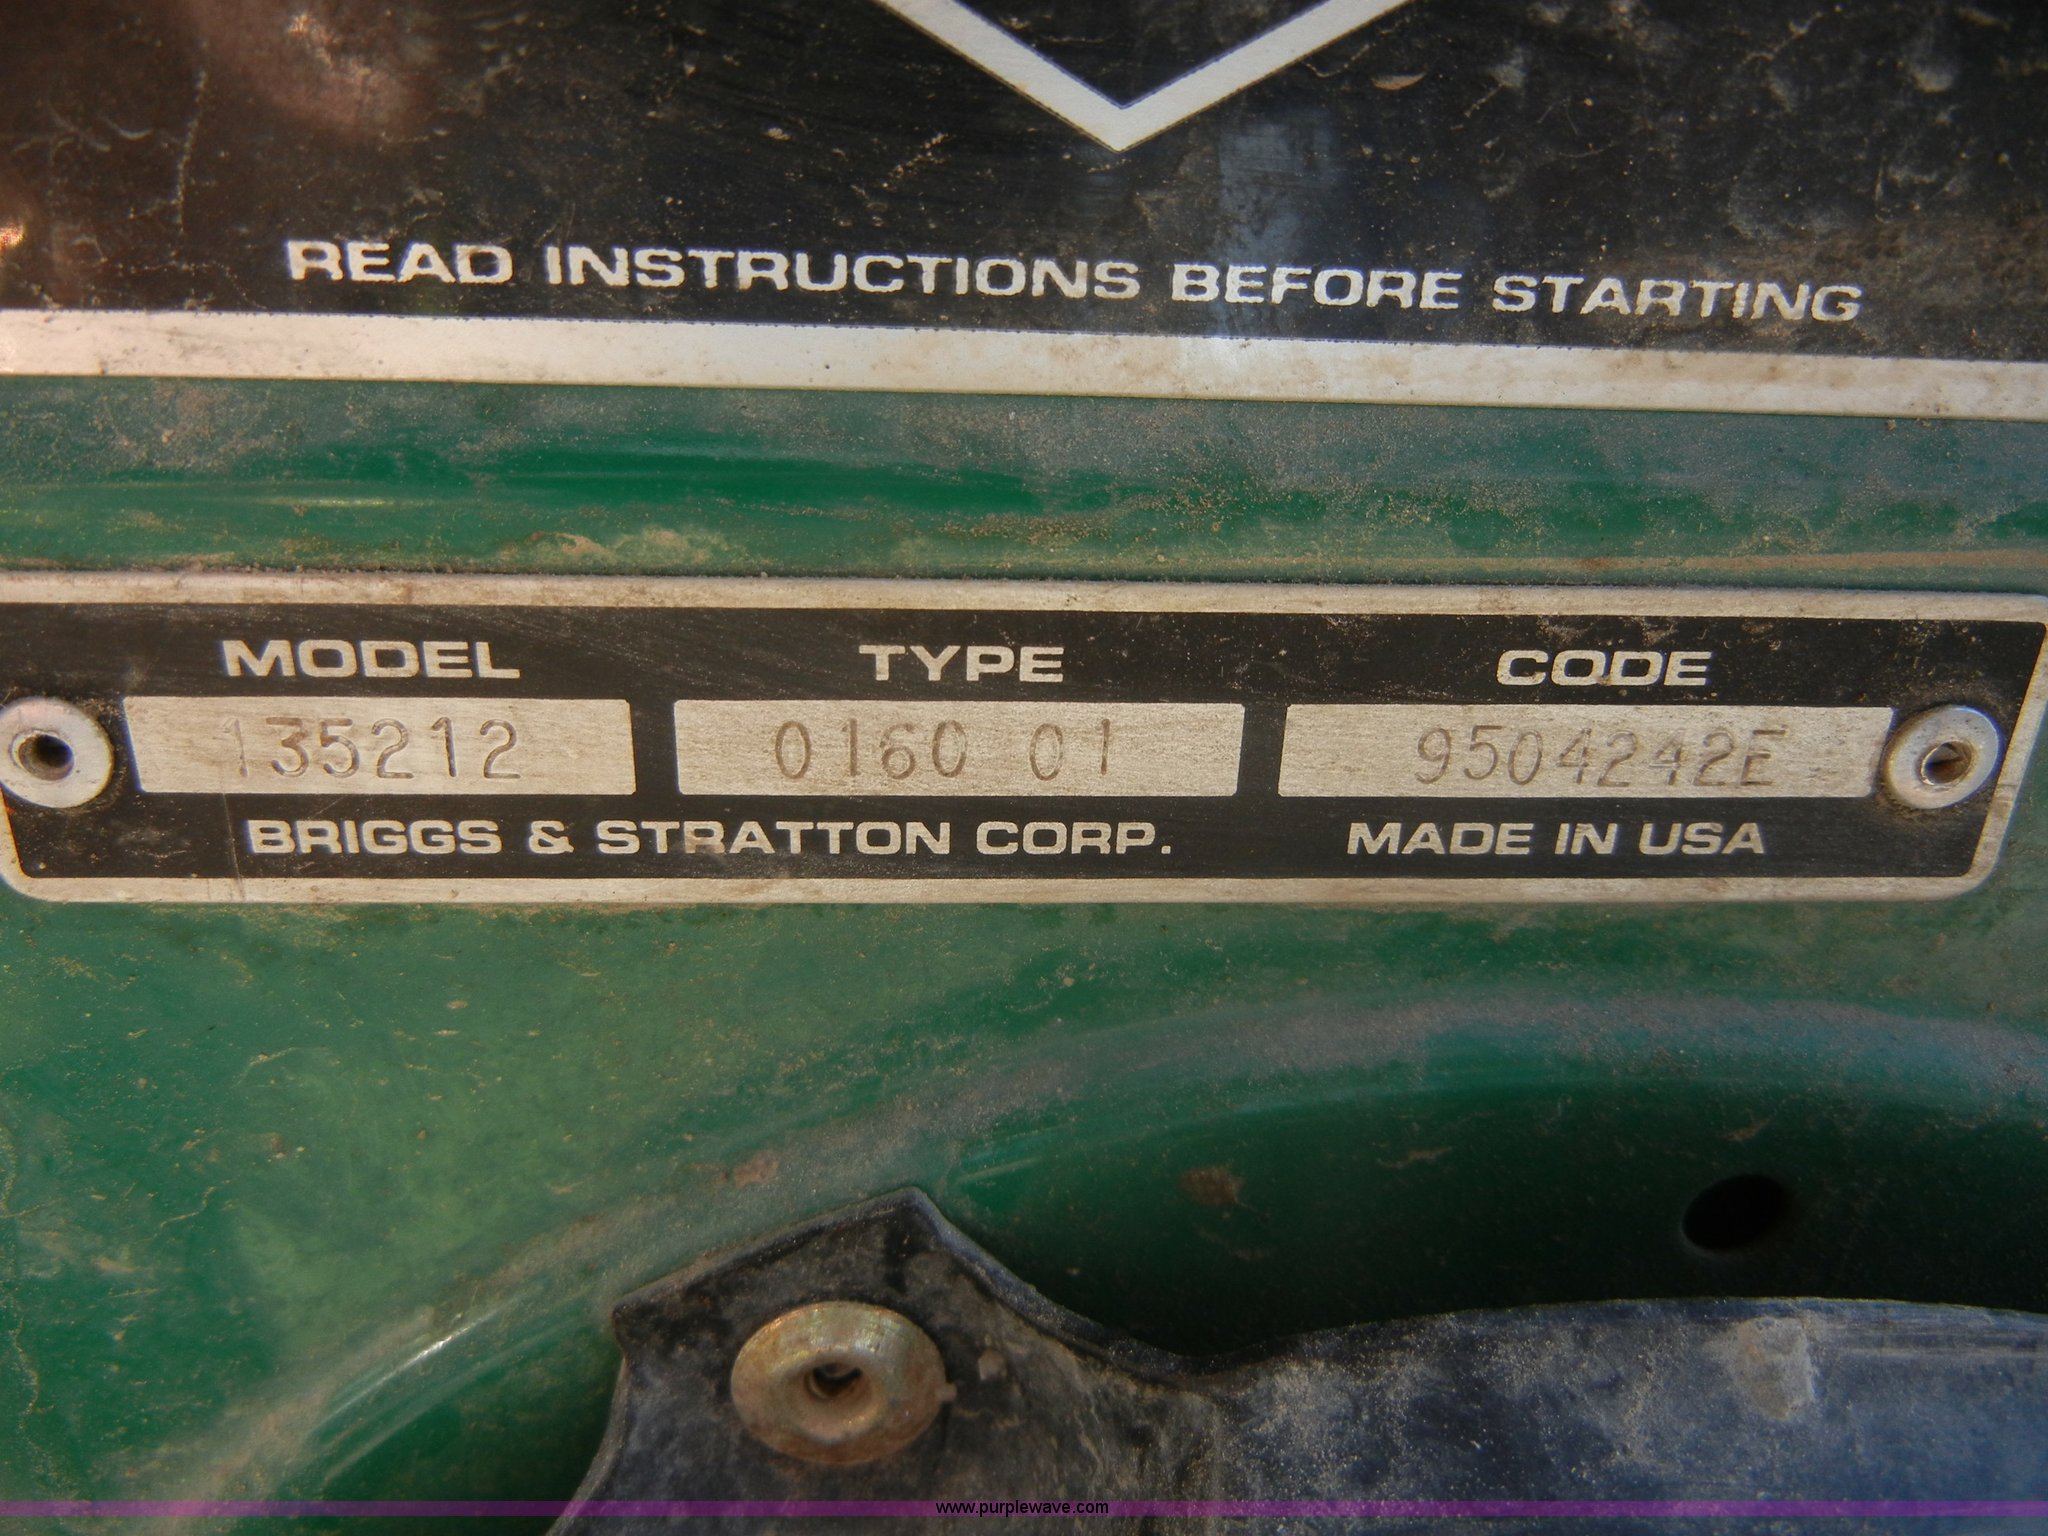 READ INSTRUCTIONS BEFORE STARTING
MODEL TYPE CODE
135212 0160 01 9504242E
BRIGGS & STRATTON CORP. MADE IN USA
www.purplewave.com